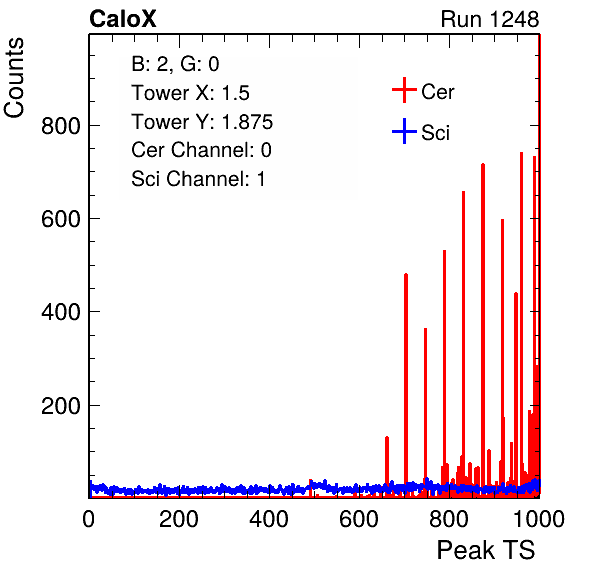 CaloX Run 1248
Counts
B: 2, G: 0
Tower X: 1.5
Tower Y: 1.875
Cer Channel: 0
Sci Channel: 1
Cer
Sci
800
600
400
200
0 200 400 600 800 1000
Peak TS